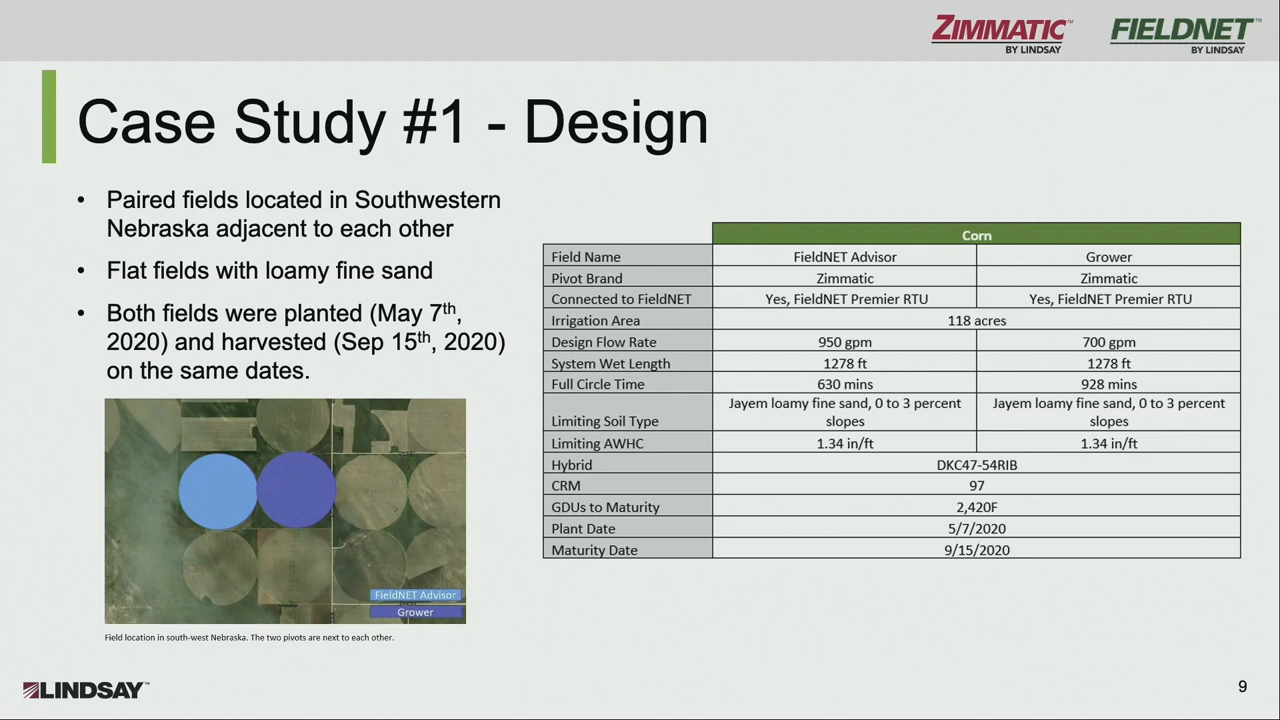 ZIMMATIC™
BY LINDSAY
FIELDNET™
BY LINDSAY
Case Study #1 - Design
• Paired fields located in Southwestern
Nebraska adjacent to each other
• Flat fields with loamy fine sand
• Both fields were planted (May 7th,
2020) and harvested (Sep 15th, 2020)
on the same dates.
FieldNET Advisor
Grower
Field location in south-west Nebraska. The two pivots are next to each other.
Corn
Field Name FieldNET Advisor Grower
Pivot Brand Zimmatic Zimmatic
Connected to FieldNET Yes, FieldNET Premier RTU Yes, FieldNET Premier RTU
Irrigation Area 118 acres
Design Flow Rate 950 gpm 700 gpm
System Wet Length 1278 ft 1278 ft
Full Circle Time 630 mins 928 mins
Limiting Soil Type Jayem loamy fine sand, 0 to 3 percent slopes Jayem loamy fine sand, 0 to 3 percent slopes
Limiting AWHC 1.34 in/ft 1.34 in/ft
Hybrid DKC47-54RIB
CRM 97
GDUs to Maturity 2,420F
Plant Date 5/7/2020
Maturity Date 9/15/2020
LINDSAY™
9